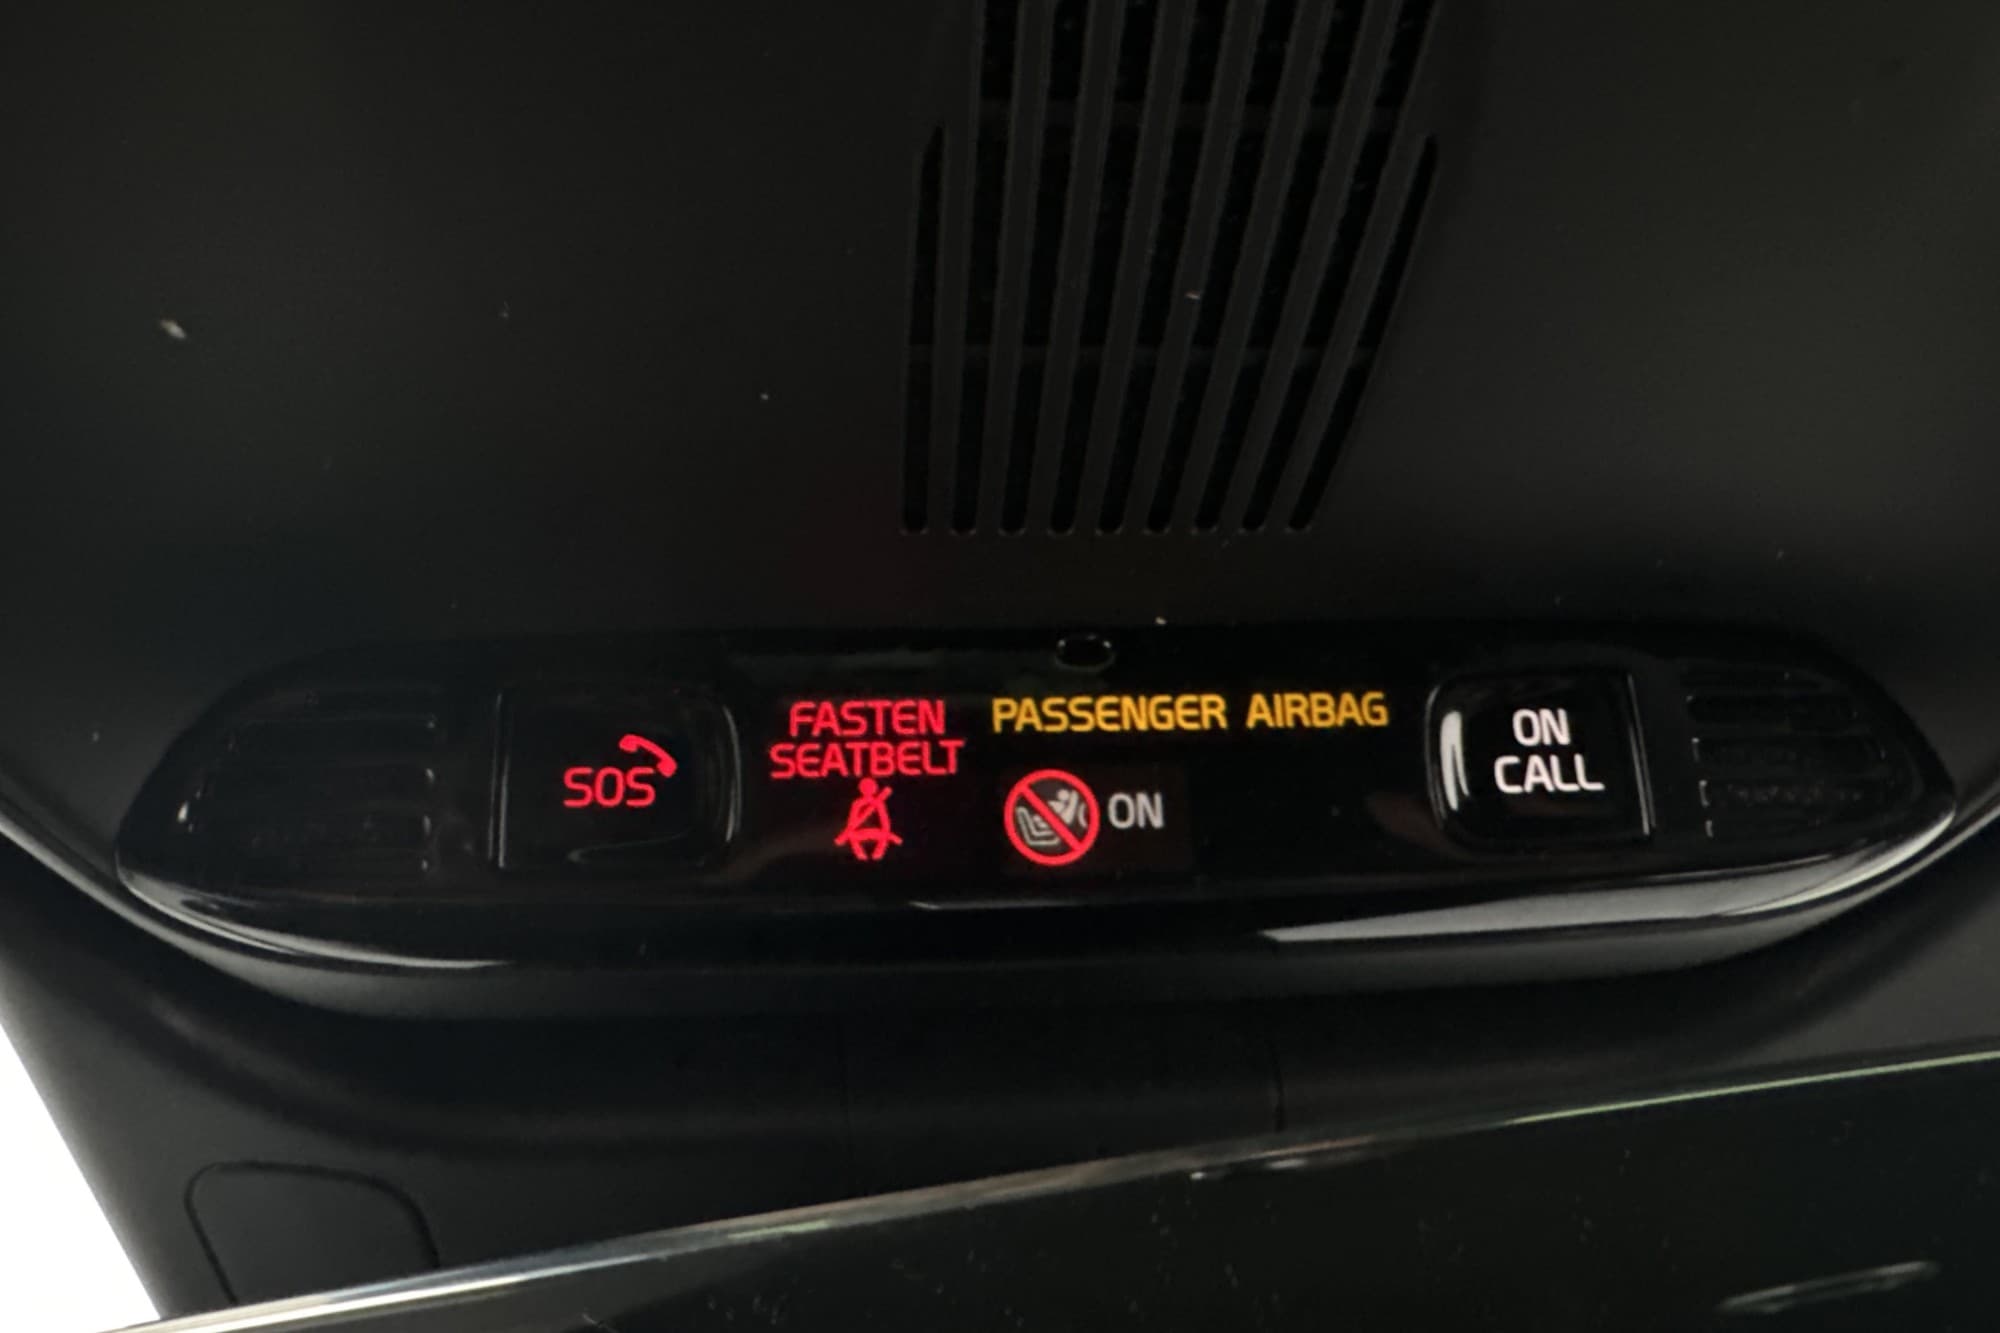 SOS
FASTEN
SEATBELT
PASSENGER AIRBAG
ON
ON
CALL